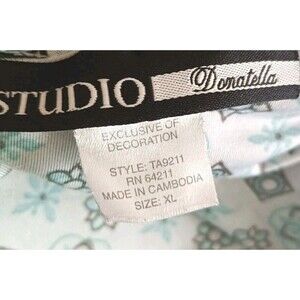 STUDIO
Donatella
EXCLUSIVE OF
DECORATION
STYLE: TA9211
RN 64211
MADE IN CAMBODIA
SIZE: XL